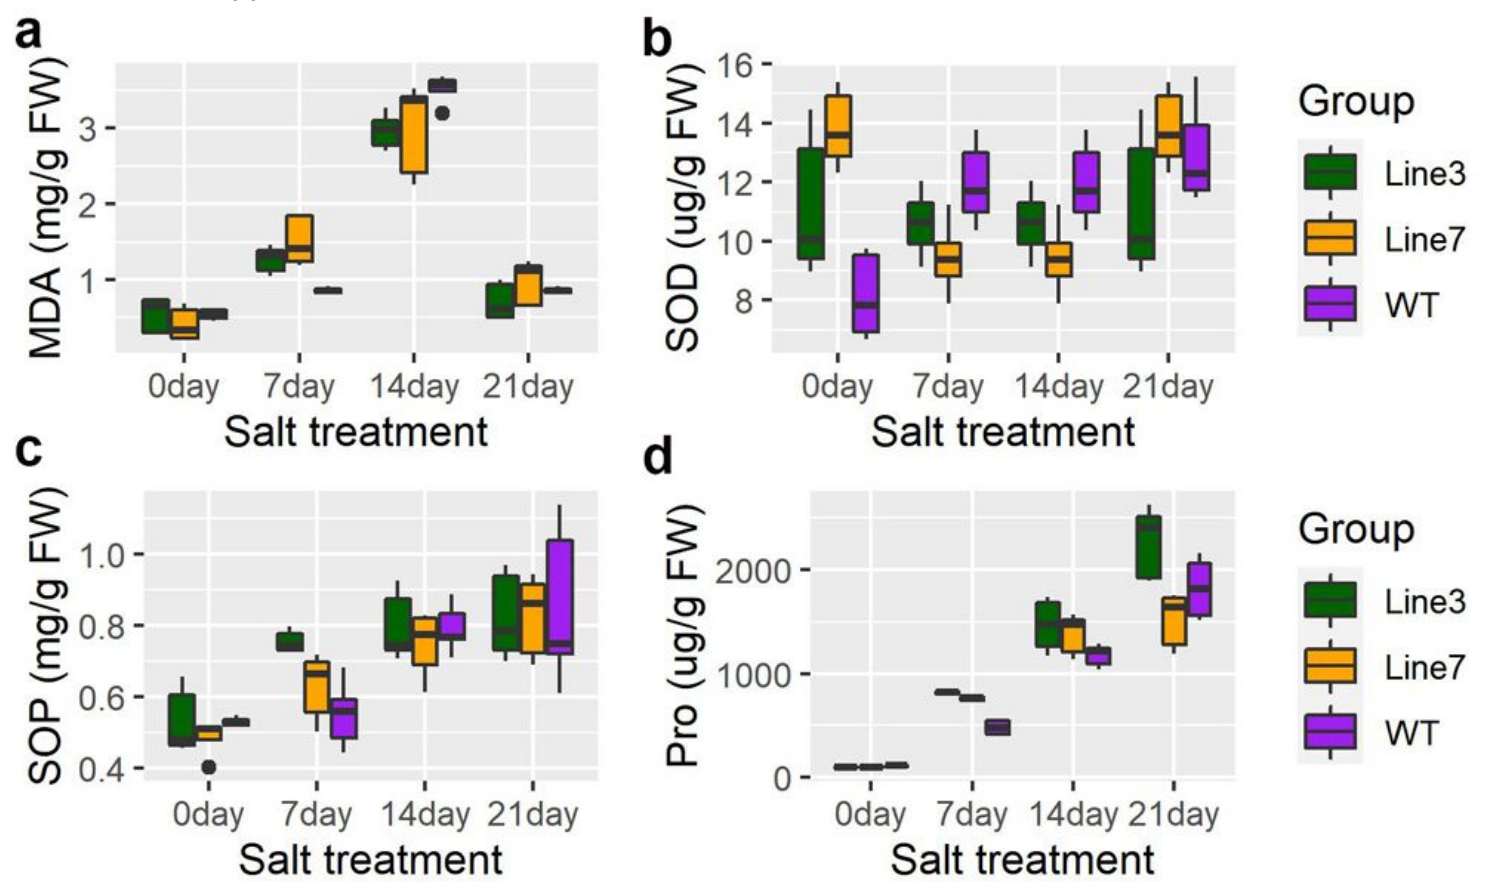 a
MDA (mg/g FW)
3
2
1
0day 7day 14day 21day
Salt treatment
b
SOD (ug/g FW)
16
14
12
10
8
0day 7day 14day 21day
Salt treatment
Group
Line3
Line7
WT
c
SOP (mg/g FW)
1.0
0.8
0.6
0.4
0day 7day 14day 21day
Salt treatment
d
Pro (ug/g FW)
2000
1000
0
0day 7day 14day 21day
Salt treatment
Group
Line3
Line7
WT